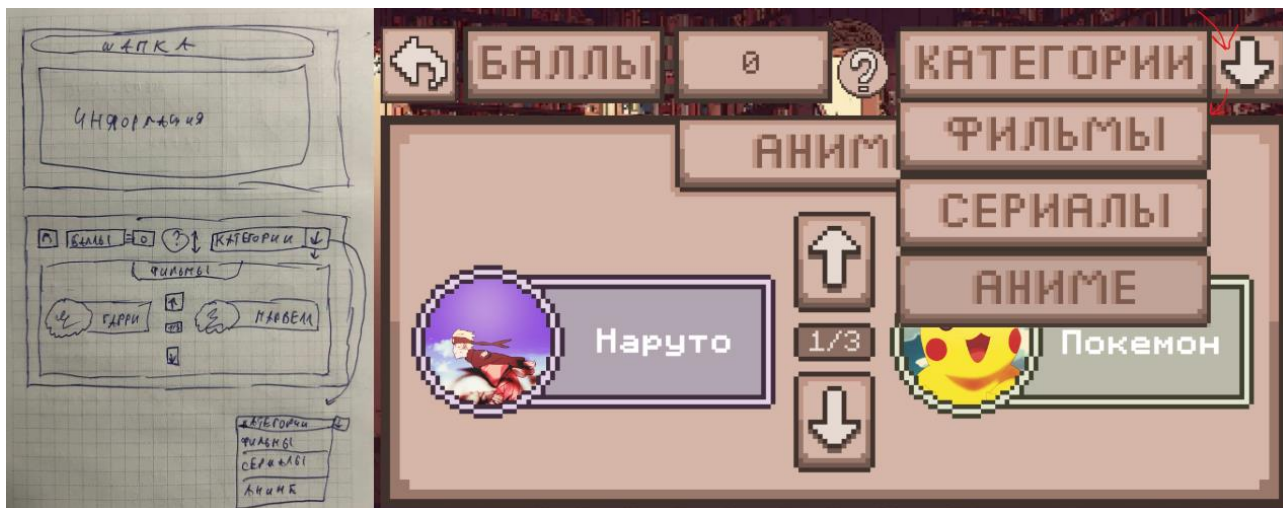 ШАПКА
ИНФОРМАЦИЯ
БАЛЛЫ = 0 ? КАТЕГОРИИ
ФИЛЬМЫ
ГАРРИ
МАРВЕЛ
КАТЕГОРИИ
ФИЛЬМЫ
СЕРИАЛЫ
АНИМЕ
БАЛЛЫ 0 ? КАТЕГОРИИ
АНИМ
ФИЛЬМЫ
СЕРИАЛЫ
АНИМЕ
Наруто 1/3 Покемон